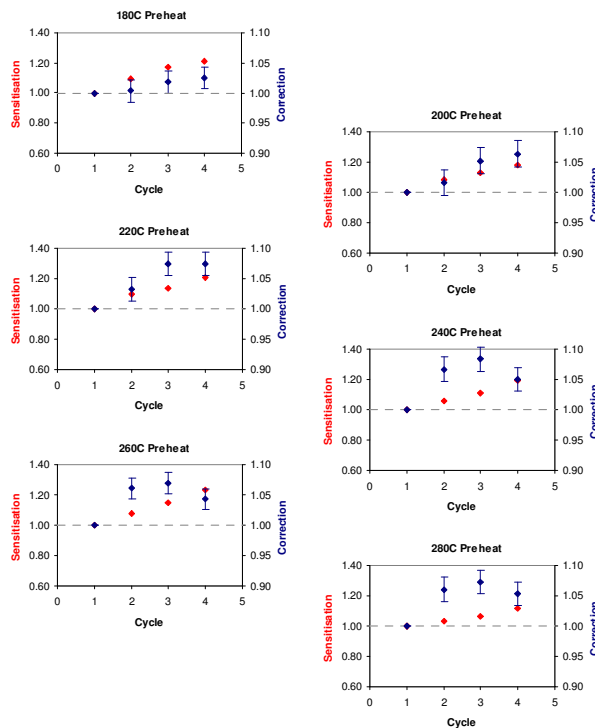 180C Preheat
1.40 1.10
1.20 1.05
1.00 1.00
0.80 0.95
0.60 0.90
0 1 2 3 4 5
Sensitisation
Correction
Cycle
200C Preheat
1.40 1.10
1.20 1.05
1.00 1.00
0.80 0.95
0.60 0.90
0 1 2 3 4 5
Sensitisation
Correction
Cycle
220C Preheat
1.40 1.10
1.20 1.05
1.00 1.00
0.80 0.95
0.60 0.90
0 1 2 3 4 5
Sensitisation
Correction
Cycle
240C Preheat
1.40 1.10
1.20 1.05
1.00 1.00
0.80 0.95
0.60 0.90
0 1 2 3 4 5
Sensitisation
Correction
Cycle
260C Preheat
1.40 1.10
1.20 1.05
1.00 1.00
0.80 0.95
0.60 0.90
0 1 2 3 4 5
Sensitisation
Correction
Cycle
280C Preheat
1.40 1.10
1.20 1.05
1.00 1.00
0.80 0.95
0.60 0.90
0 1 2 3 4 5
Sensitisation
Correction
Cycle